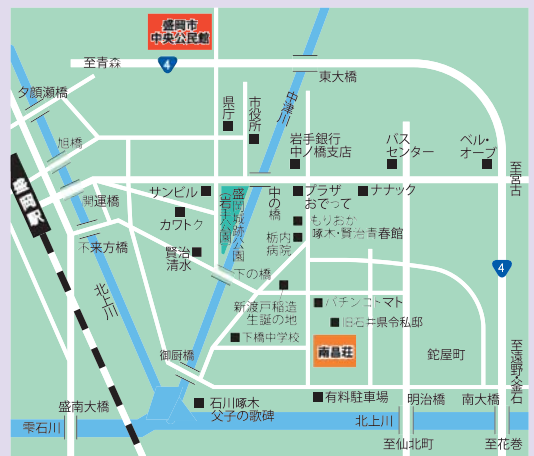 盛岡市
中央公民館
至青森
4
夕顔瀬橋
東大橋
県庁
市役所
中津川
旭橋
岩手銀行
中ノ橋支店
バス
センター
ベル・
オーブ
至宮古
盛岡駅
開運橋
サンビル
カワトク
盛岡城跡公園
(岩手公園)
中の橋
プラザ
おでって
ナナック
もりおか
啄木・賢治青春館
栃内
病院
不来方橋
賢治
清水
下の橋
4
北上川
新渡戸稲造
生誕の地
パチンコトマト
旧石井県令私邸
下橋中学校
南昌荘
鉈屋町
至遠野・釜石
御厨橋
盛南大橋
石川啄木
父子の歌碑
有料駐車場
明治橋
南大橋
雫石川
北上川
至仙北町
至花巻